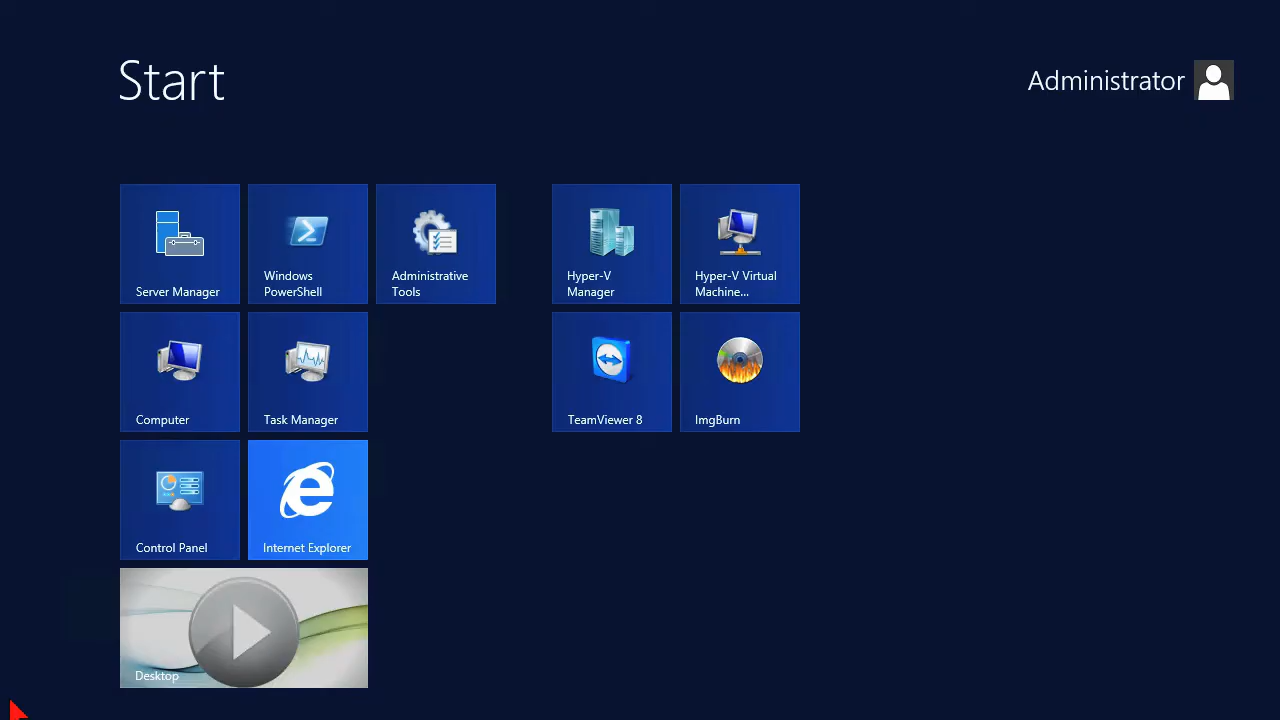 Start
Administrator
Server Manager
Windows
PowerShell
Administrative
Tools
Hyper-V
Manager
Hyper-V Virtual
Machine...
Computer
Task Manager
TeamViewer 8
ImgBurn
Control Panel
Internet Explorer
Desktop